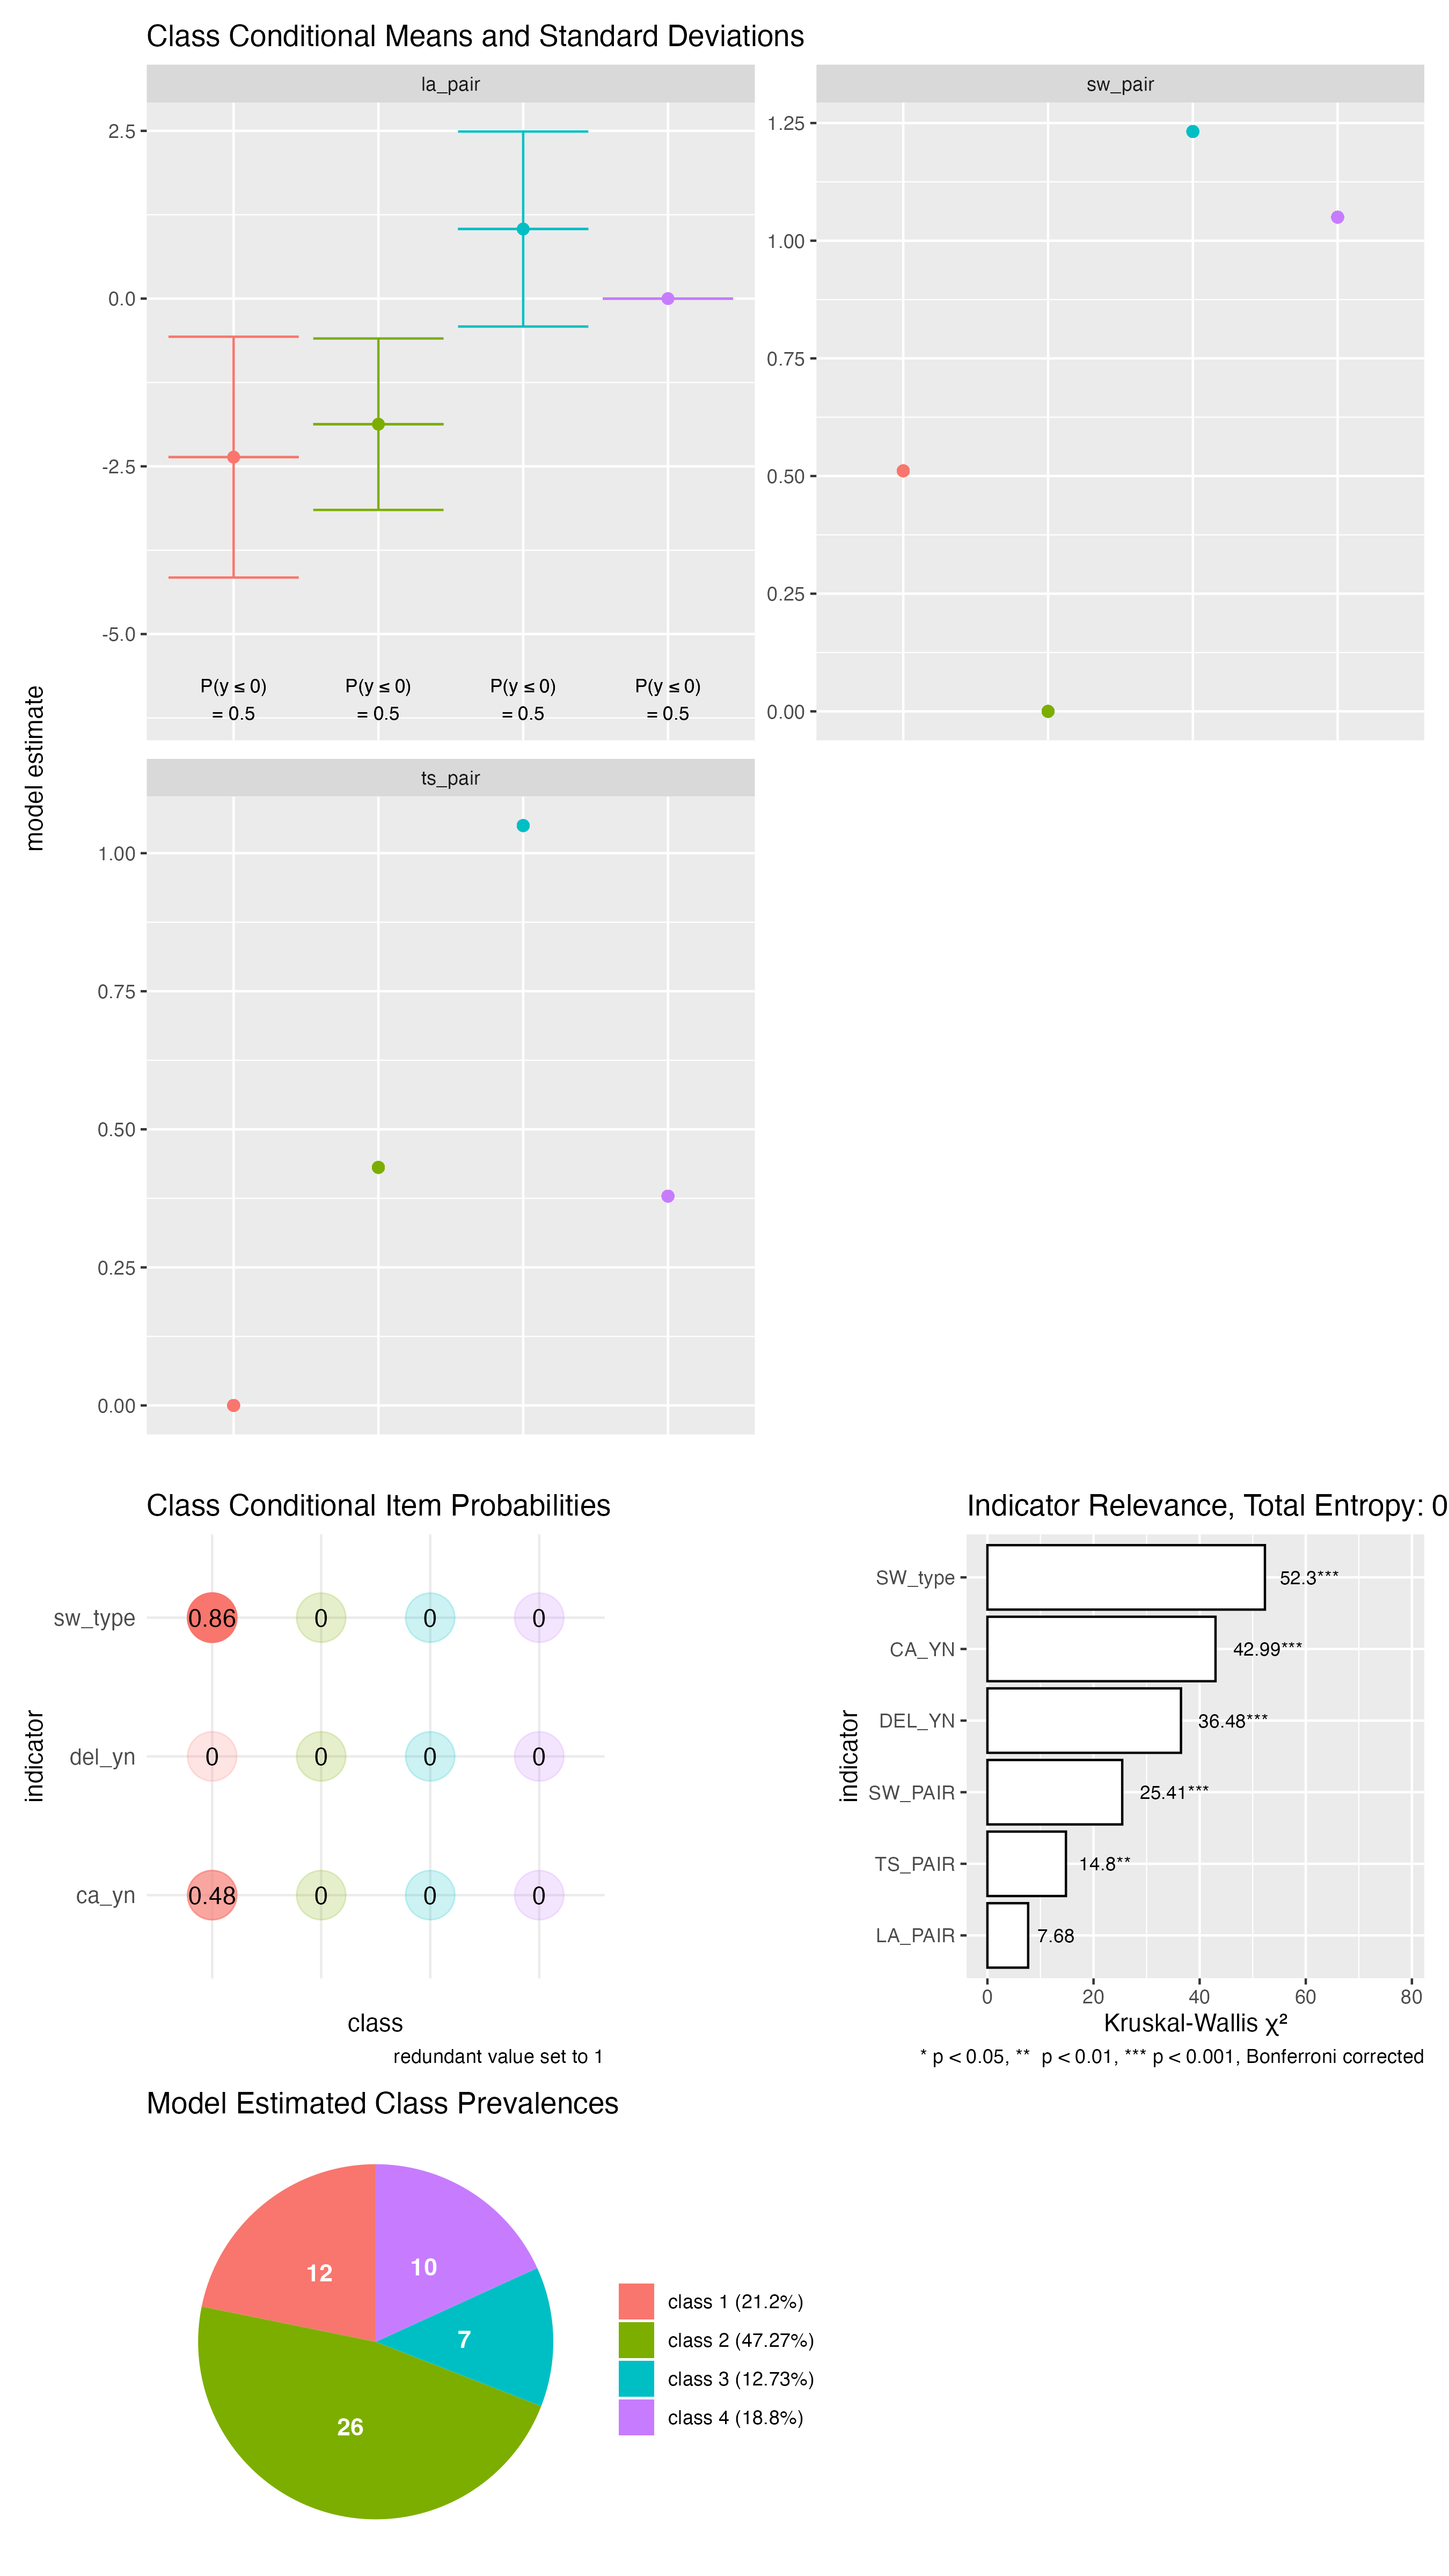 Class Conditional Means and Standard Deviations
la_pair
sw_pair
2.5
0.0
-2.5
-5.0
P(y ≤ 0)
= 0.5
P(y ≤ 0)
= 0.5
P(y ≤ 0)
= 0.5
P(y ≤ 0)
= 0.5
1.25
1.00
0.75
0.50
0.25
0.00
model estimate
ts_pair
1.00
0.75
0.50
0.25
0.00
Class Conditional Item Probabilities
indicator
sw_type
0.86
0
0
0
del_yn
0
0
0
0
ca_yn
0.48
0
0
0
class
redundant value set to 1
Indicator Relevance, Total Entropy: 0
indicator
SW_type
52.3***
CA_YN
42.99***
DEL_YN
36.48***
SW_PAIR
25.41***
TS_PAIR
14.8**
LA_PAIR
7.68
0 20 40 60 80
Kruskal-Wallis χ²
* p < 0.05, **  p < 0.01, *** p < 0.001, Bonferroni corrected
Model Estimated Class Prevalences
12
10
7
26
class 1 (21.2%)
class 2 (47.27%)
class 3 (12.73%)
class 4 (18.8%)